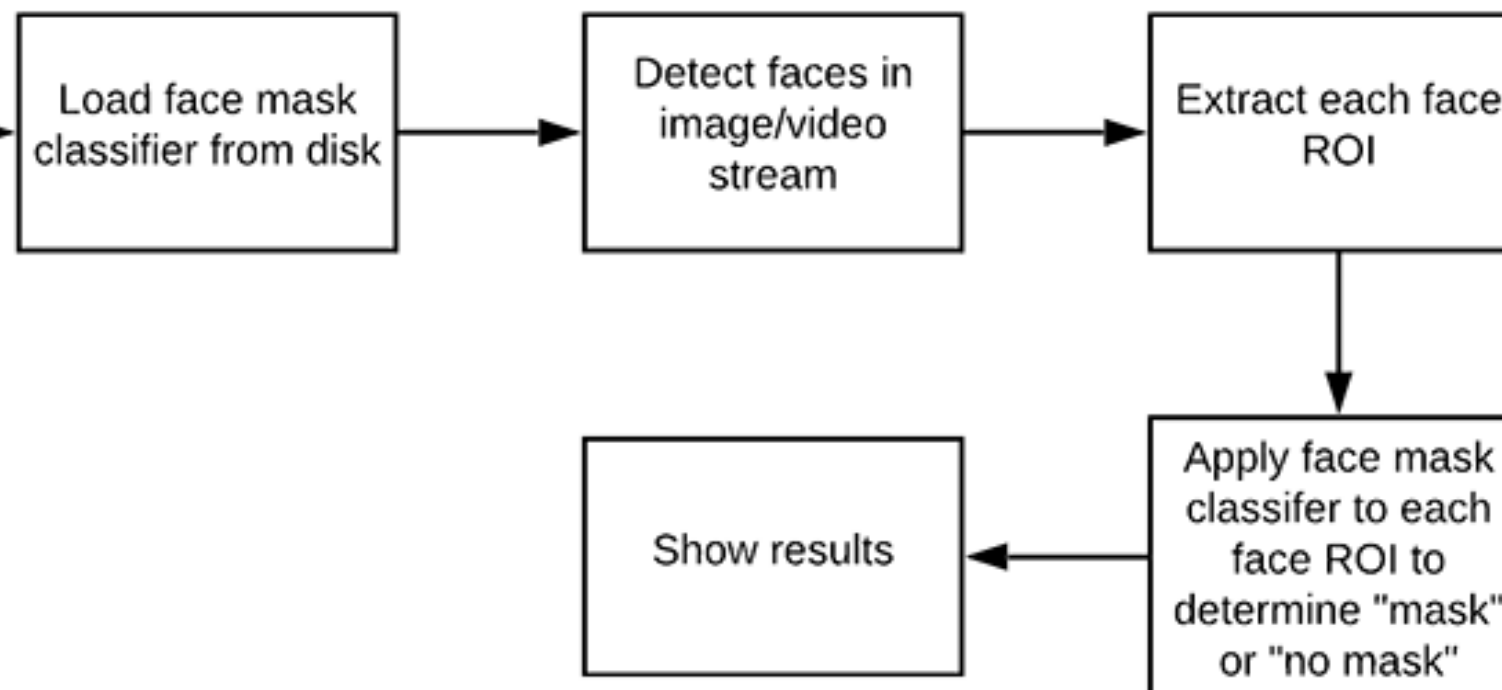 Load face mask
classifier from disk
Detect faces in
image/video
stream
Extract each face
ROI
Apply face mask
classifer to each
face ROI to
determine "mask"
or "no mask"
Show results